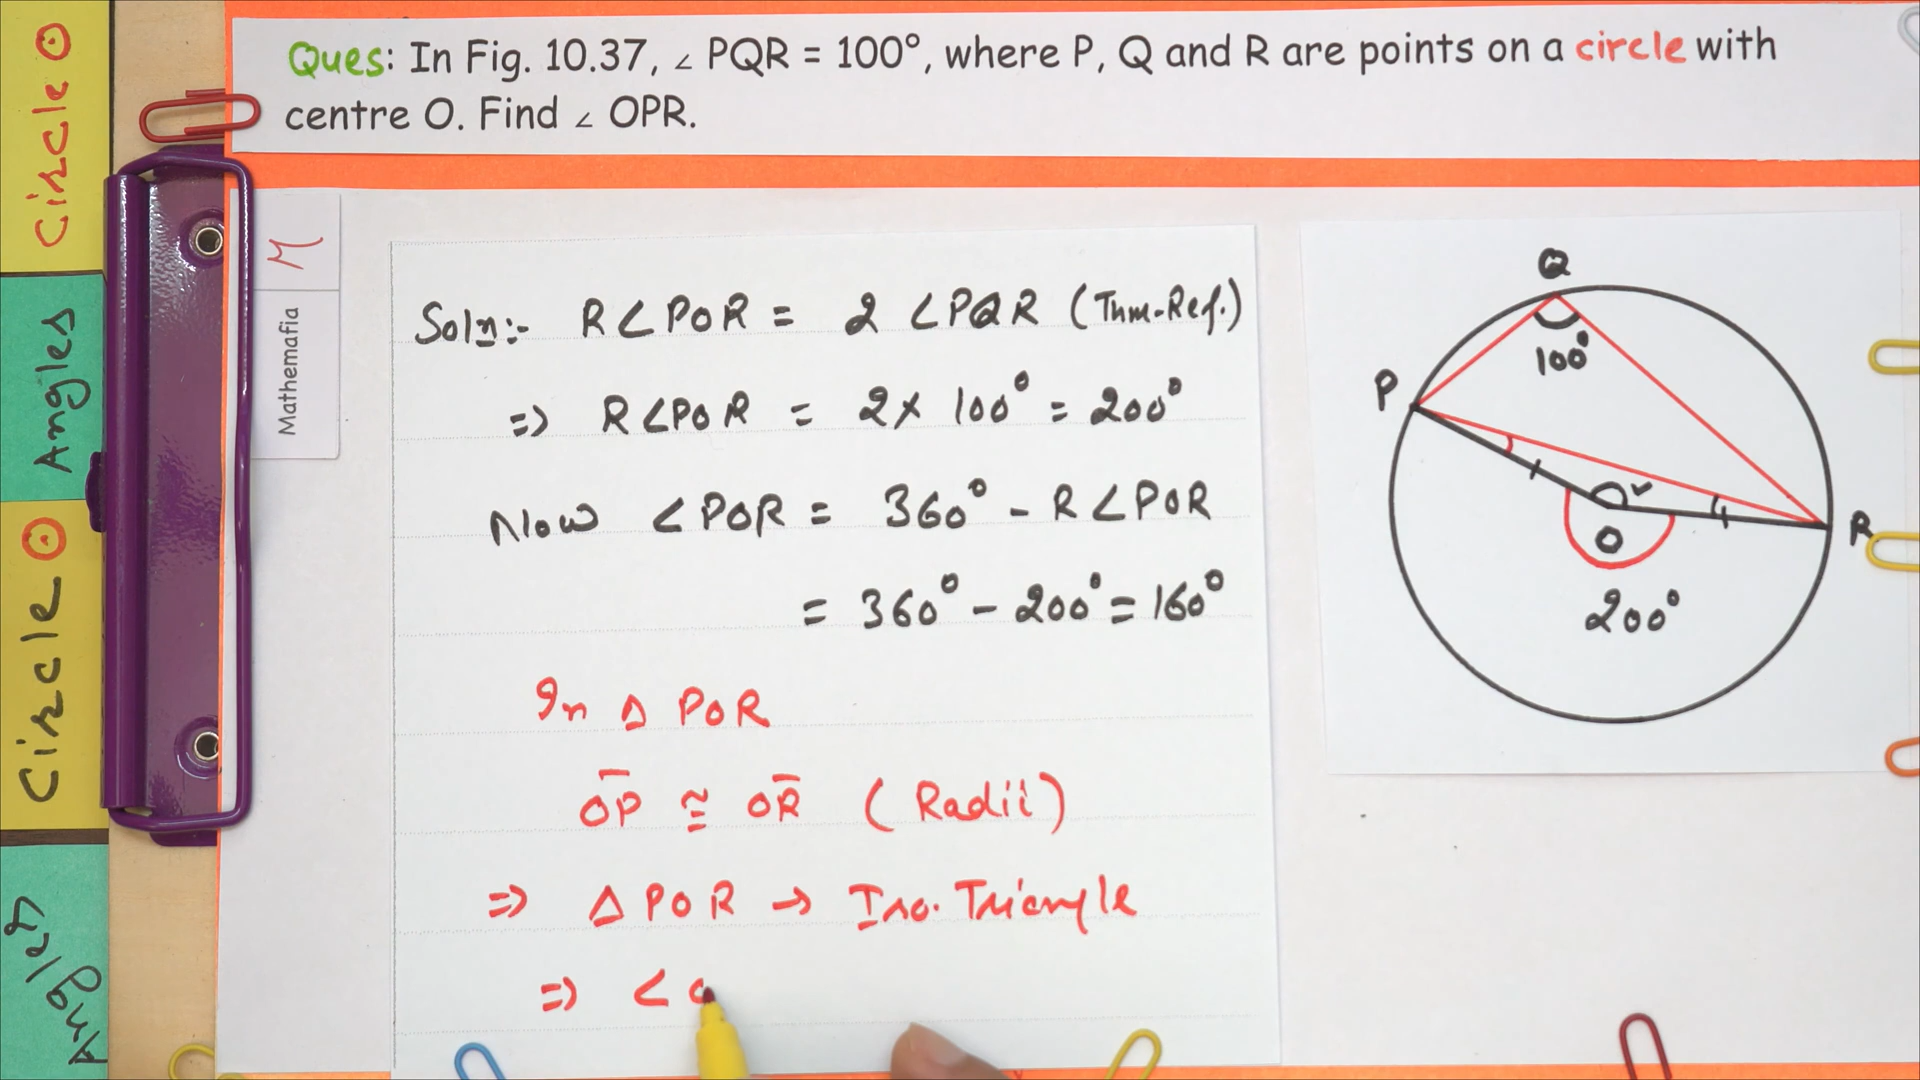 Ques: In Fig. 10.37, ∠ PQR = 100°, where P, Q and R are points on a circle with
centre O. Find ∠ OPR.
Circle
Angles
Circle
Angles
M
Mathemafia
Soln:- R∠POR = 2 ∠PQR (Thm.Ref.)
=> R∠POR = 2× 100° = 200°
Now ∠POR = 360° - R∠POR
= 360° - 200° = 160°
In Δ POR
OP ≅ OR (Radii)
=> Δ POR → Iso. Triangle
=> ∠
Q
100°
P
O
R
200°